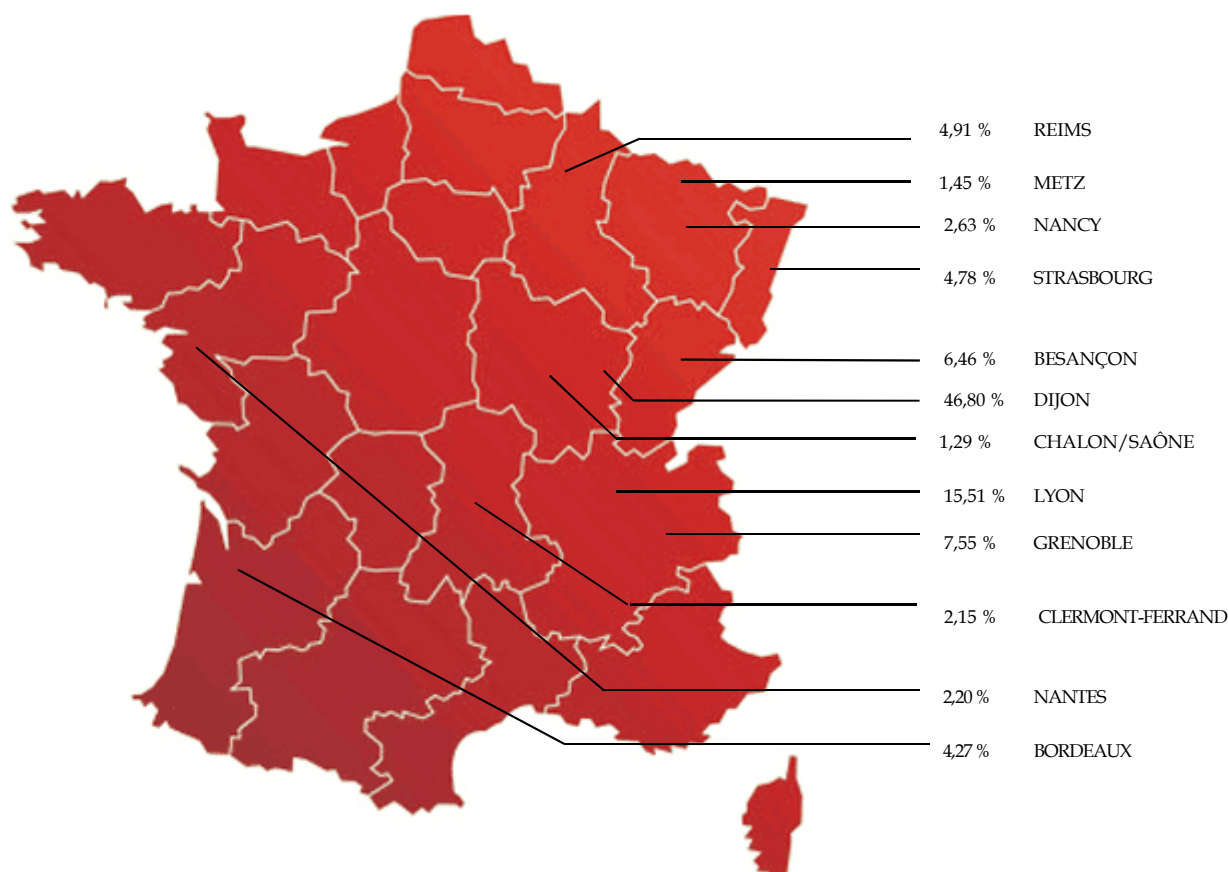 4,91 % REIMS
1,45 % METZ
2,63 % NANCY
4,78 % STRASBOURG
6,46 % BESANÇON
46,80 % DIJON
1,29 % CHALON/SAÔNE
15,51 % LYON
7,55 % GRENOBLE
2,15 % CLERMONT-FERRAND
2,20 % NANTES
4,27 % BORDEAUX